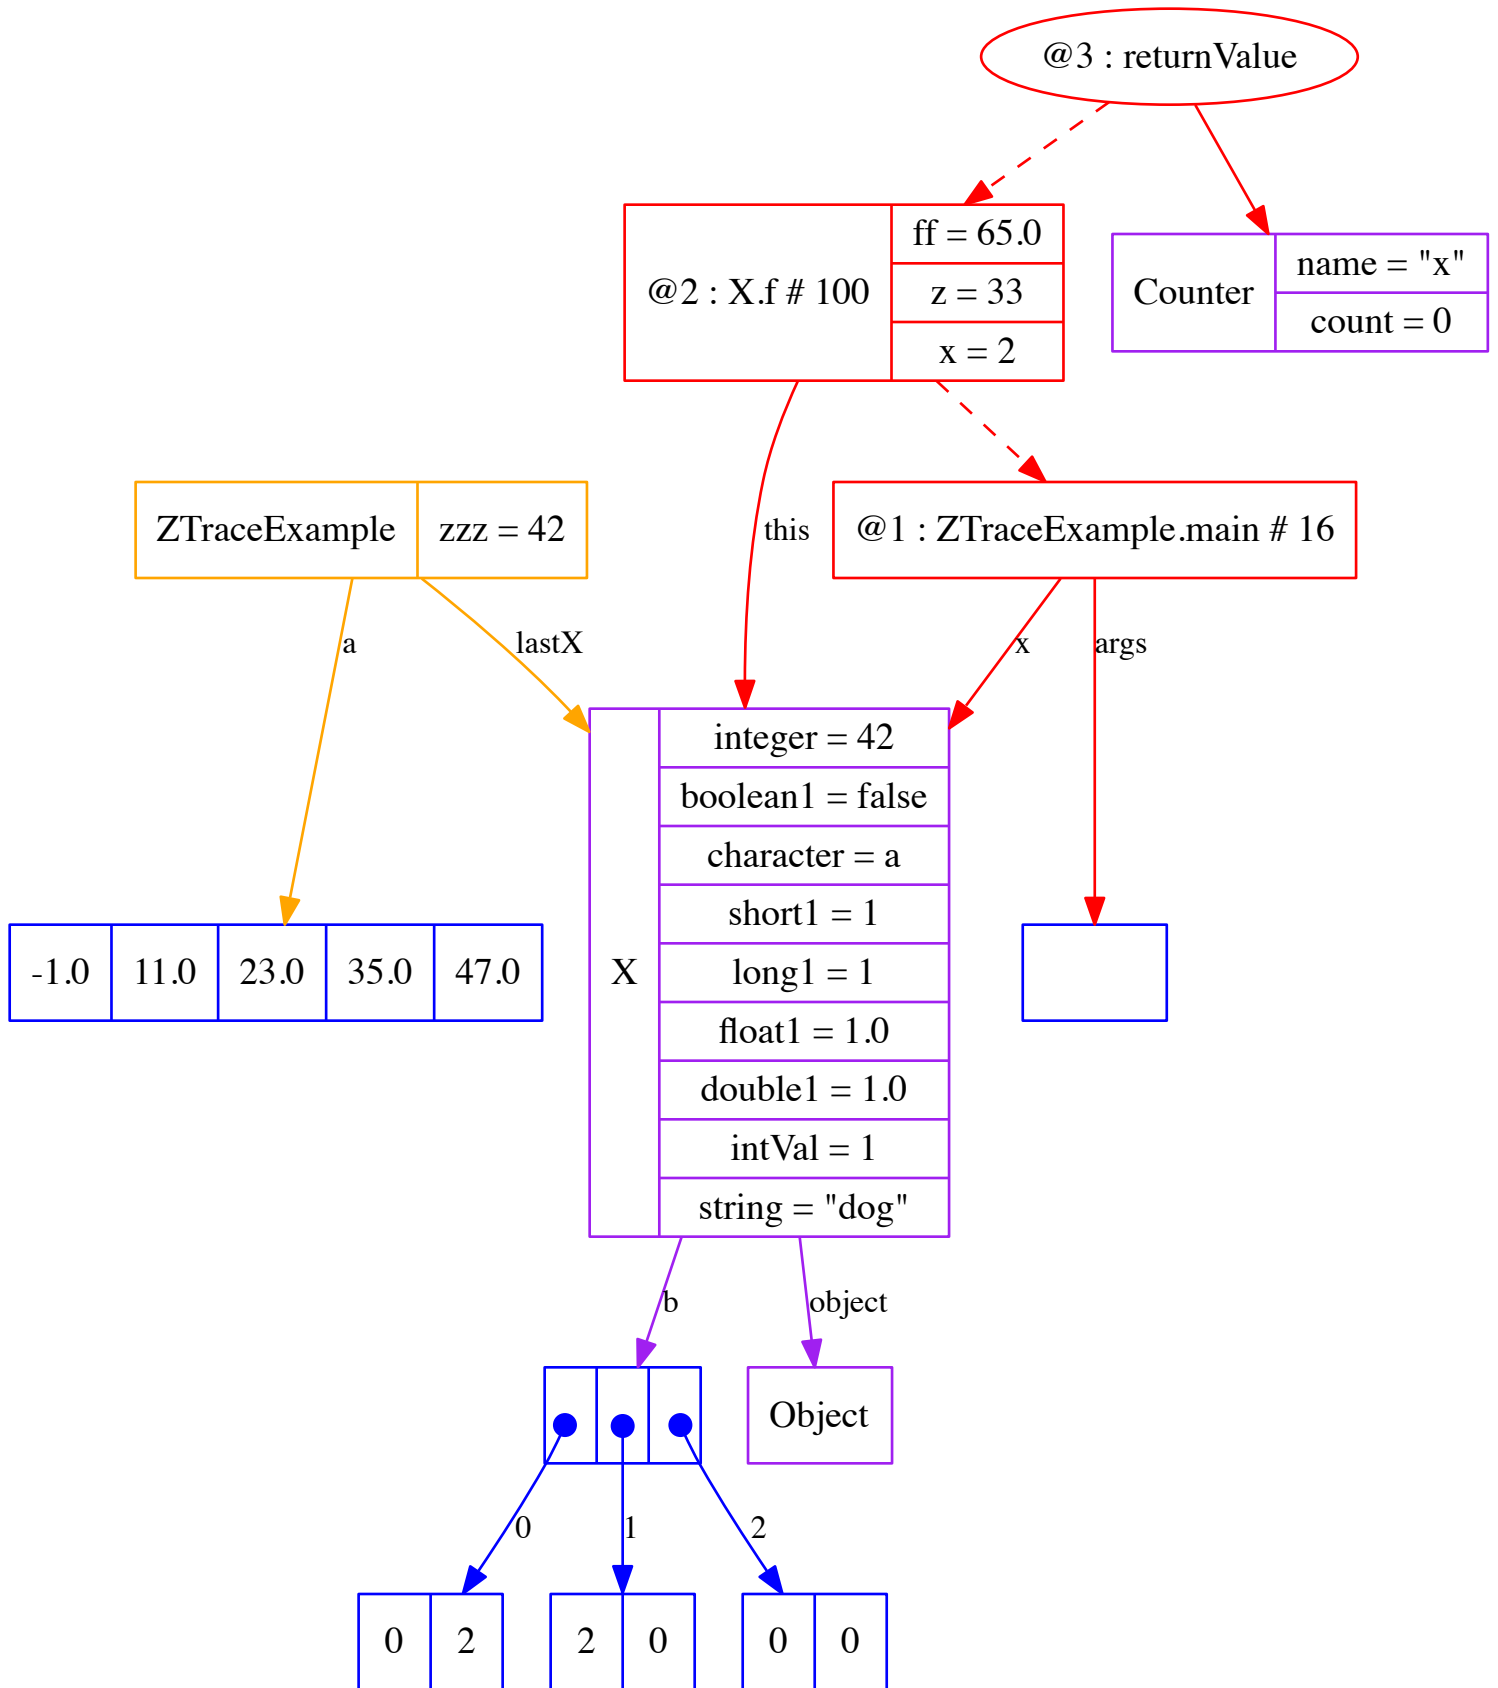 @3 : returnValue
@2 : X.f # 100
ff = 65.0
z = 33
x = 2
Counter
name = "x"
count = 0
ZTraceExample
zzz = 42
this
@1 : ZTraceExample.main # 16
a
lastX
x
args
X
integer = 42
boolean1 = false
character = a
short1 = 1
long1 = 1
float1 = 1.0
double1 = 1.0
intVal = 1
string = "dog"
-1.0 11.0 23.0 35.0 47.0
b
object
Object
0
1
2
0 2
2 0
0 0